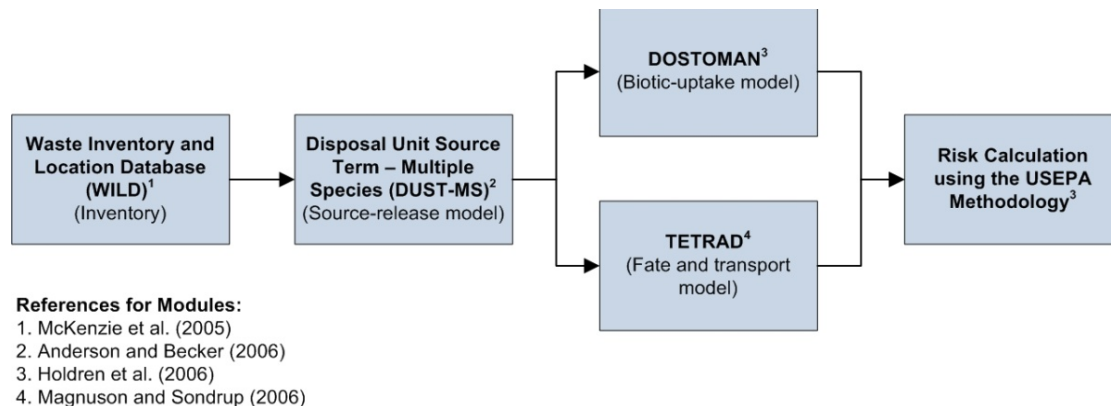 Waste Inventory and
Location Database
(WILD)¹
(Inventory)
Disposal Unit Source
Term – Multiple
Species (DUST-MS)²
(Source-release model)
DOSTOMAN³
(Biotic-uptake model)
TETRAD⁴
(Fate and transport
model)
Risk Calculation
using the USEPA
Methodology³
References for Modules:
1. McKenzie et al. (2005)
2. Anderson and Becker (2006)
3. Holdren et al. (2006)
4. Magnuson and Sondrup (2006)